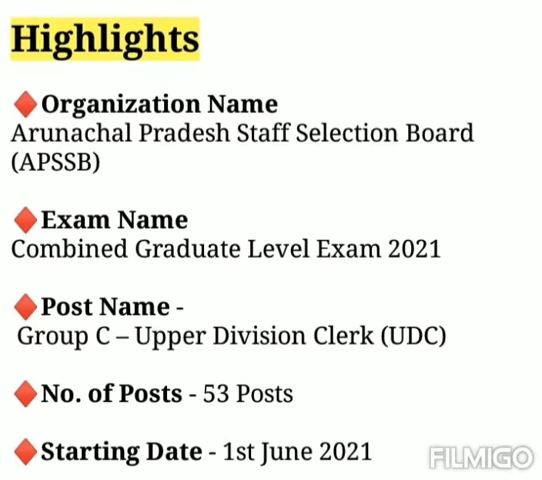 Highlights
♦Organization Name
Arunachal Pradesh Staff Selection Board
(APSSB)
♦Exam Name
Combined Graduate Level Exam 2021
♦Post Name -
Group C – Upper Division Clerk (UDC)
♦No. of Posts - 53 Posts
♦Starting Date - 1st June 2021
FILMIGO